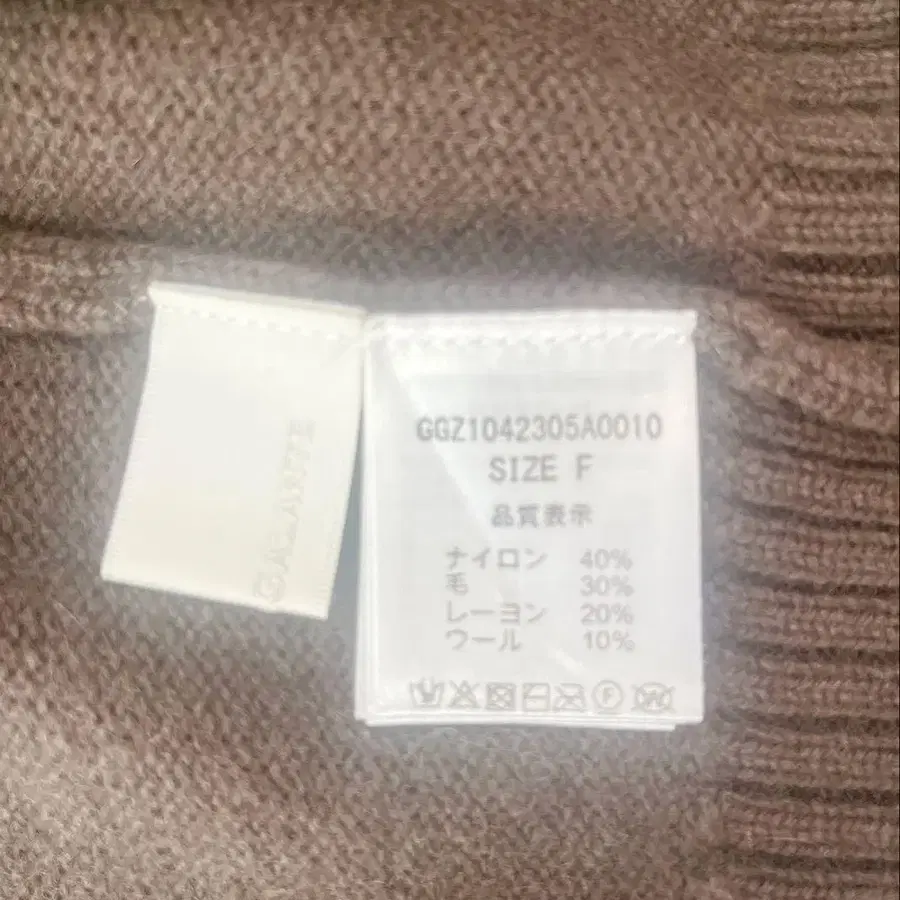 GALANTE
GGZ1042305A0010
SIZE F
品質表示
ナイロン 40%
毛 30%
レーヨン 20%
ウール 10%
F
W